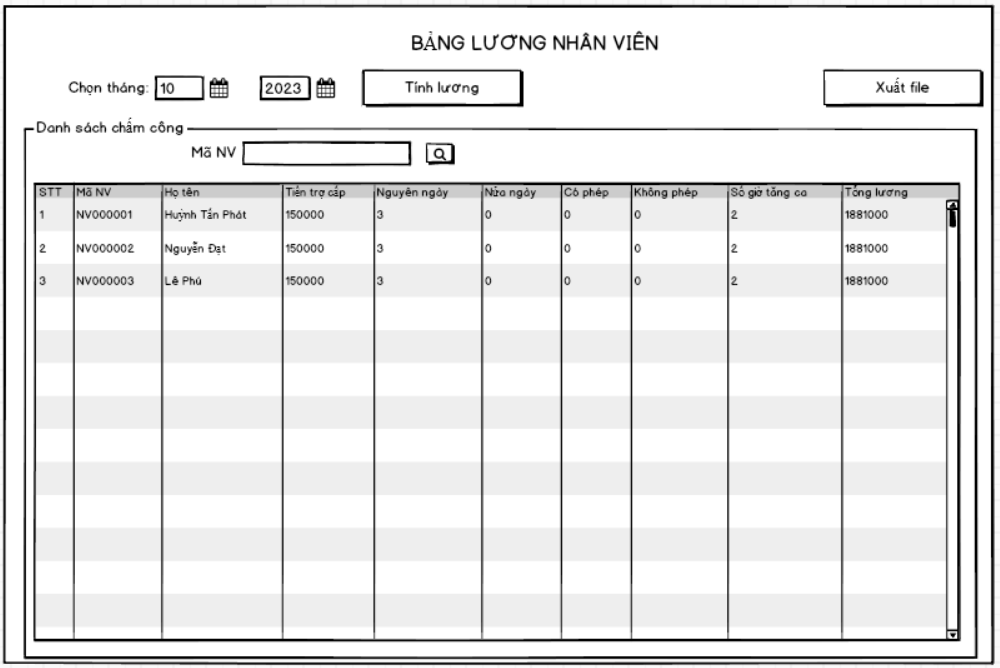 BẢNG LƯƠNG NHÂN VIÊN
Chọn tháng: 10 2023 Tính lương Xuất file
Danh sách chấm công
Mã NV
STT Mã NV Họ tên Tiền trợ cấp Nguyên ngày Nửa ngày Có phép Không phép Số giờ tăng ca Tổng lương
1 NV000001 Huỳnh Tấn Phát 150000 3 0 0 0 2 1881000
2 NV000002 Nguyễn Đạt 150000 3 0 0 0 2 1881000
3 NV000003 Lê Phú 150000 3 0 0 0 2 1881000